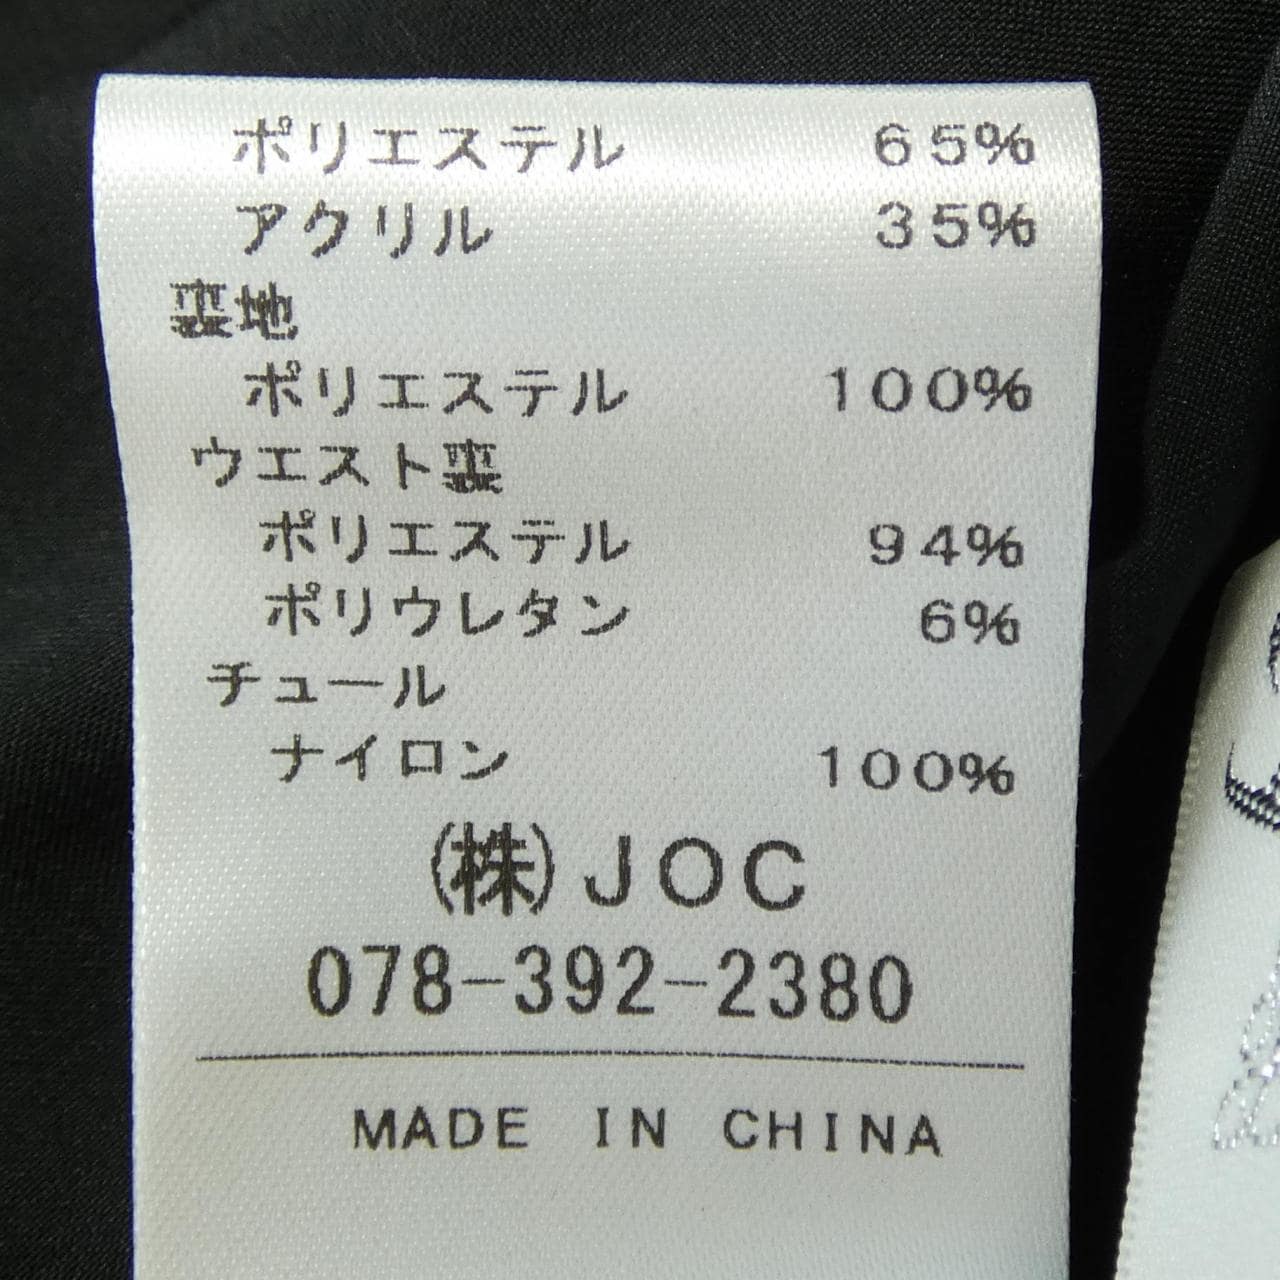 ポリエステル 65%
アクリル 35%
裏地
ポリエステル 100%
ウエスト裏
ポリエステル 94%
ポリウレタン 6%
チュール
ナイロン 100%
(株)JOC
078-392-2380
MADE IN CHINA